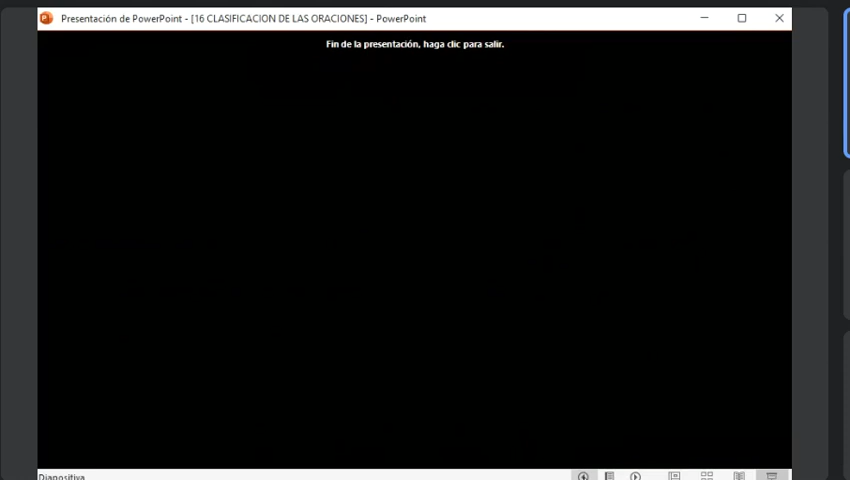 Presentación de PowerPoint - [16 CLASIFICACION DE LAS ORACIONES] - PowerPoint
Fin de la presentación, haga clic para salir.
Diapositiva